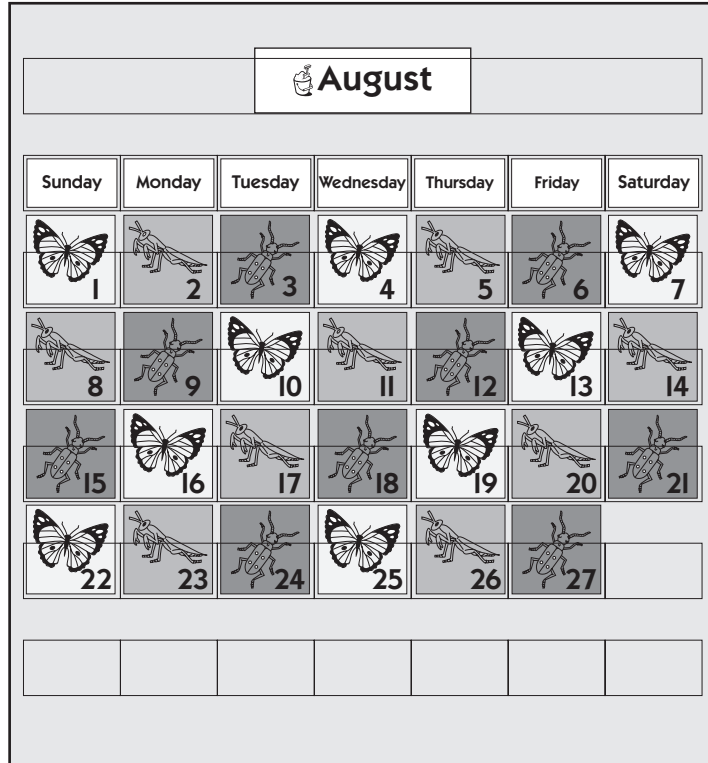 August
Sunday Monday Tuesday Wednesday Thursday Friday Saturday
1 2 3 4 5 6 7
8 9 10 11 12 13 14
15 16 17 18 19 20 21
22 23 24 25 26 27